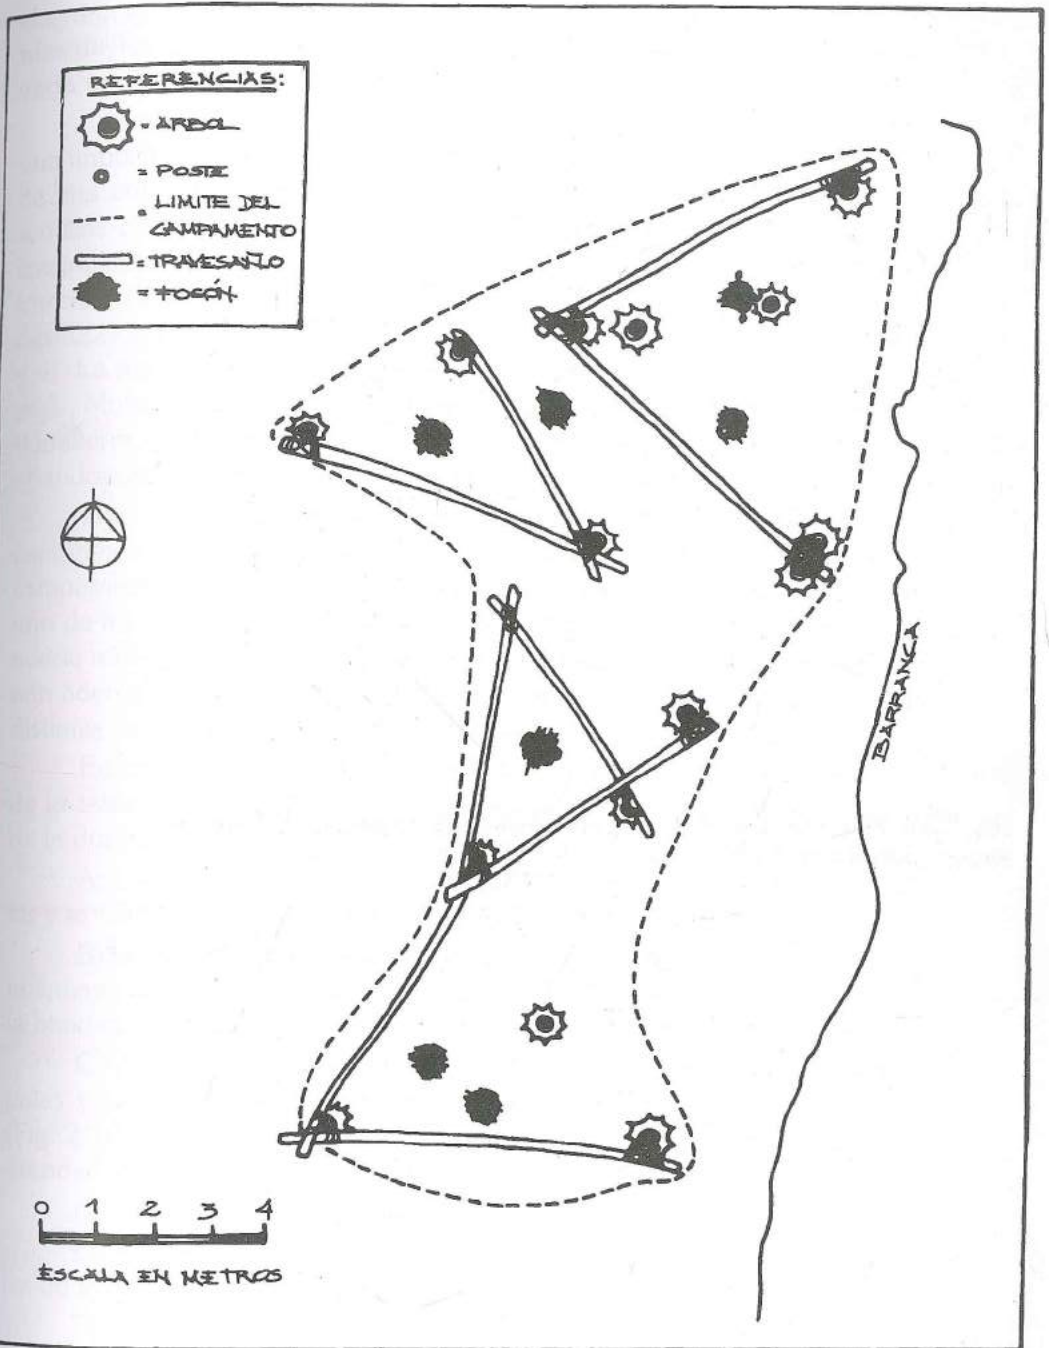 REFERENCIAS:
= ARBOL
= POSTE
= LIMITE DEL
CAMPAMENTO
= TRAVESAÑO
= FOGÓN
BARRANCA
0 1 2 3 4
ESCALA EN METROS